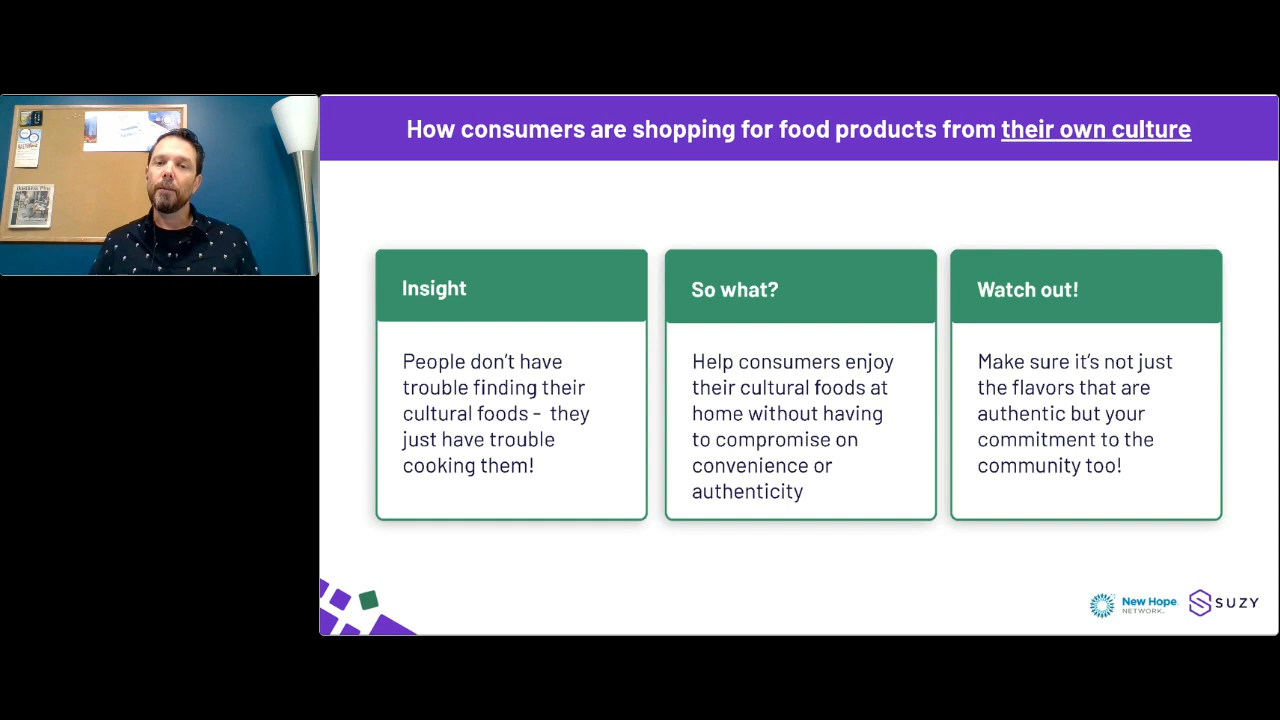 Business Plus
How consumers are shopping for food products from their own culture
Insight
People don't have
trouble finding their
cultural foods - they
just have trouble
cooking them!
So what?
Help consumers enjoy
their cultural foods at
home without having
to compromise on
convenience or
authenticity
Watch out!
Make sure it's not just
the flavors that are
authentic but your
commitment to the
community too!
New Hope
NETWORK
SUZY